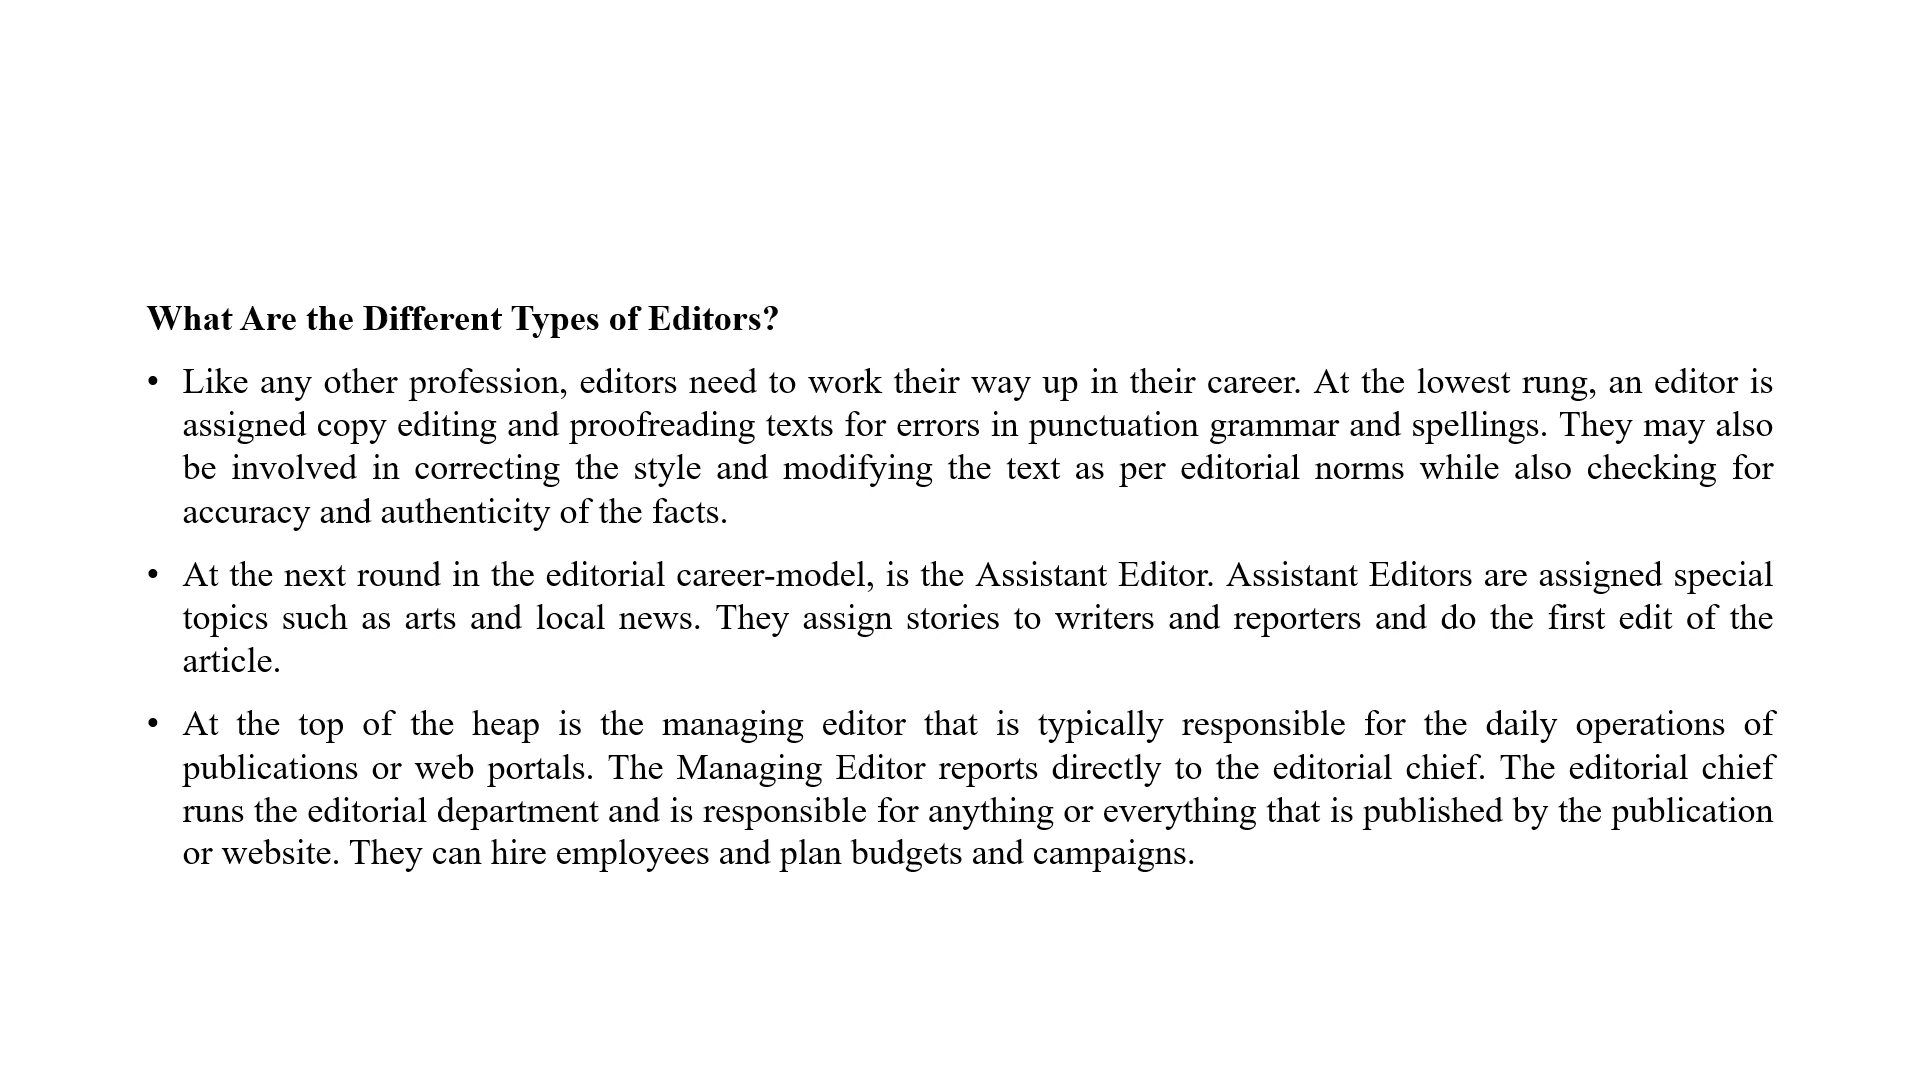 What Are the Different Types of Editors?
• Like any other profession, editors need to work their way up in their career. At the lowest rung, an editor is
assigned copy editing and proofreading texts for errors in punctuation grammar and spellings. They may also
be involved in correcting the style and modifying the text as per editorial norms while also checking for
accuracy and authenticity of the facts.
• At the next round in the editorial career-model, is the Assistant Editor. Assistant Editors are assigned special
topics such as arts and local news. They assign stories to writers and reporters and do the first edit of the
article.
• At the top of the heap is the managing editor that is typically responsible for the daily operations of
publications or web portals. The Managing Editor reports directly to the editorial chief. The editorial chief
runs the editorial department and is responsible for anything or everything that is published by the publication
or website. They can hire employees and plan budgets and campaigns.